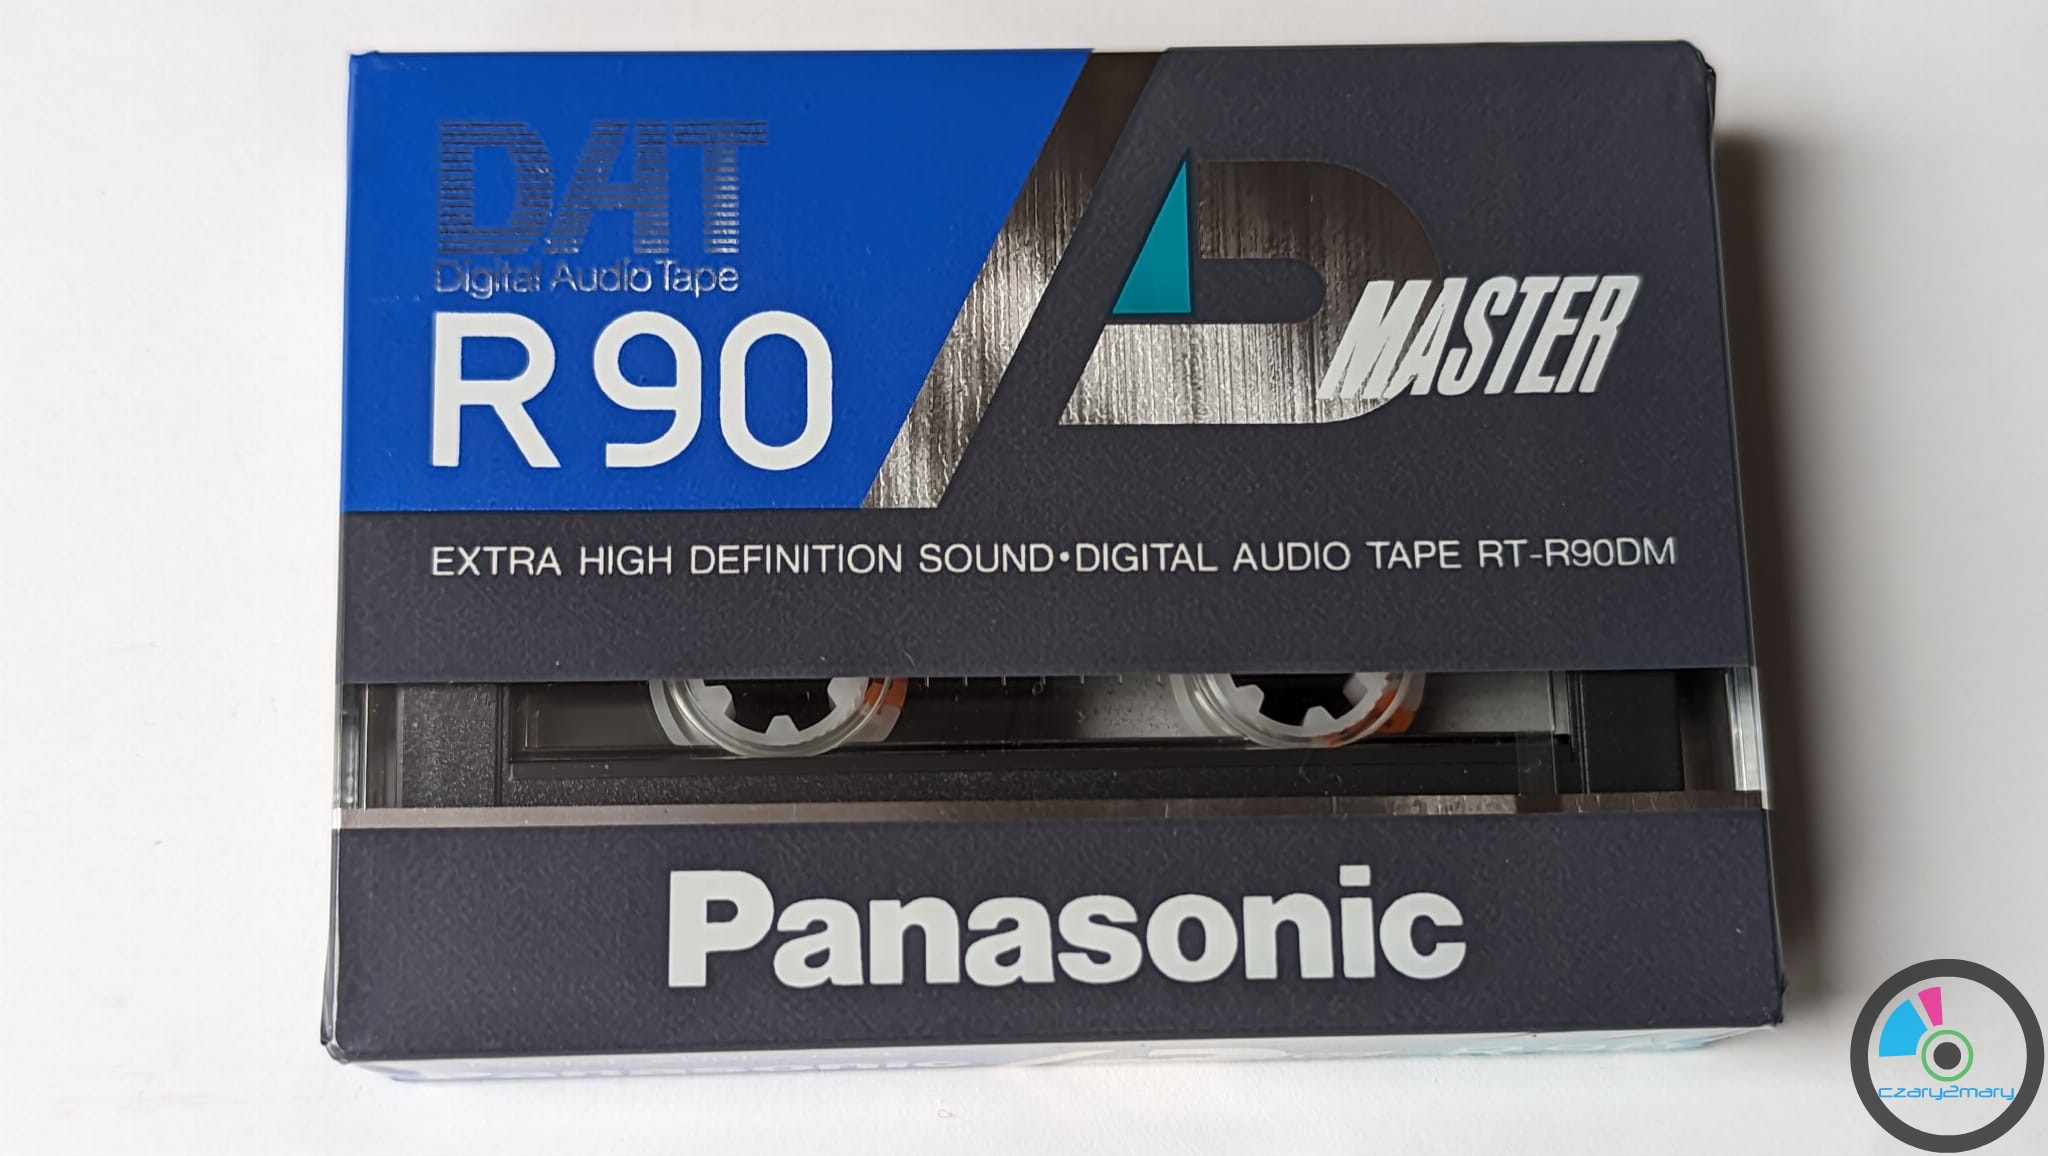 DAT
Digital Audio Tape
R90
D MASTER
EXTRA HIGH DEFINITION SOUND•DIGITAL AUDIO TAPE RT-R90DM
Panasonic
czary2mary